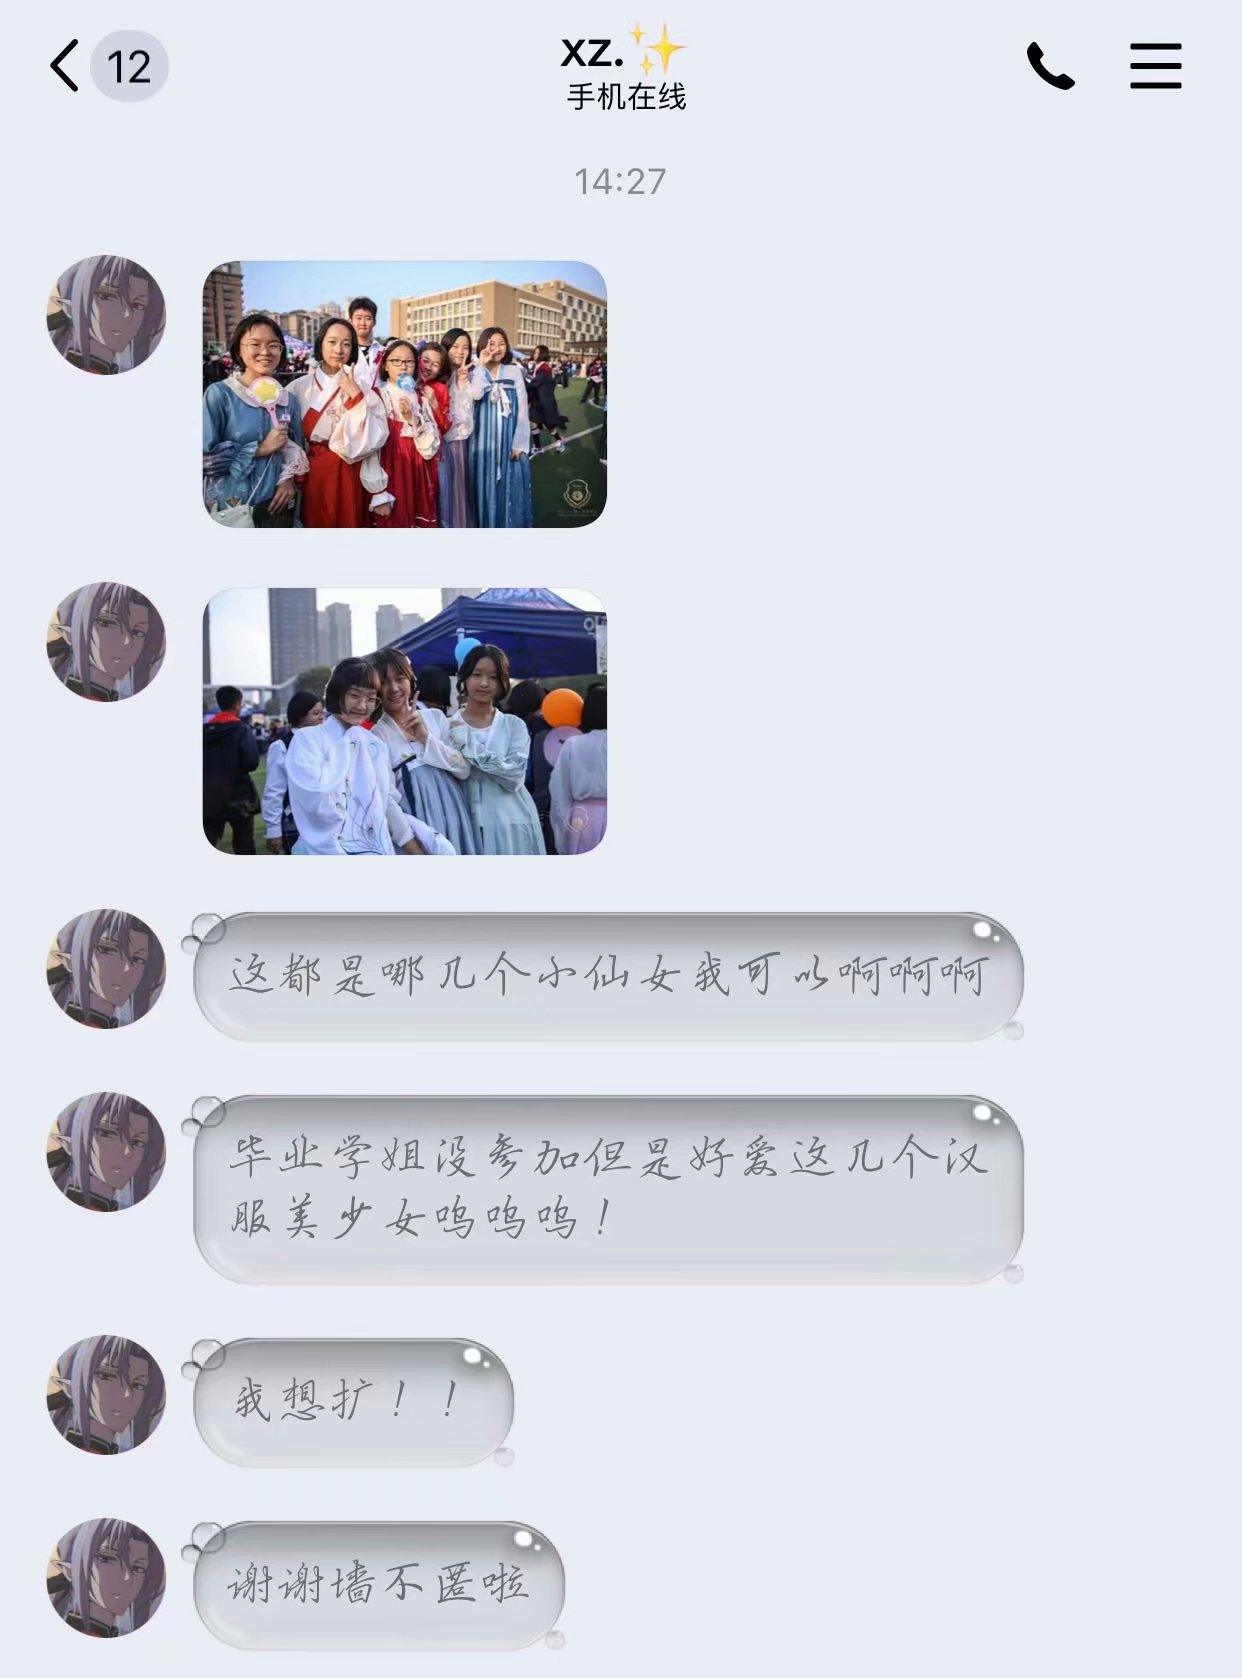 12
xz.✨
手机在线
14:27
这都是哪几个小仙女我可以啊啊啊
毕业学姐没参加但是好爱这几个汉
服美少女呜呜呜！
我想扩！！
谢谢墙不匿啦